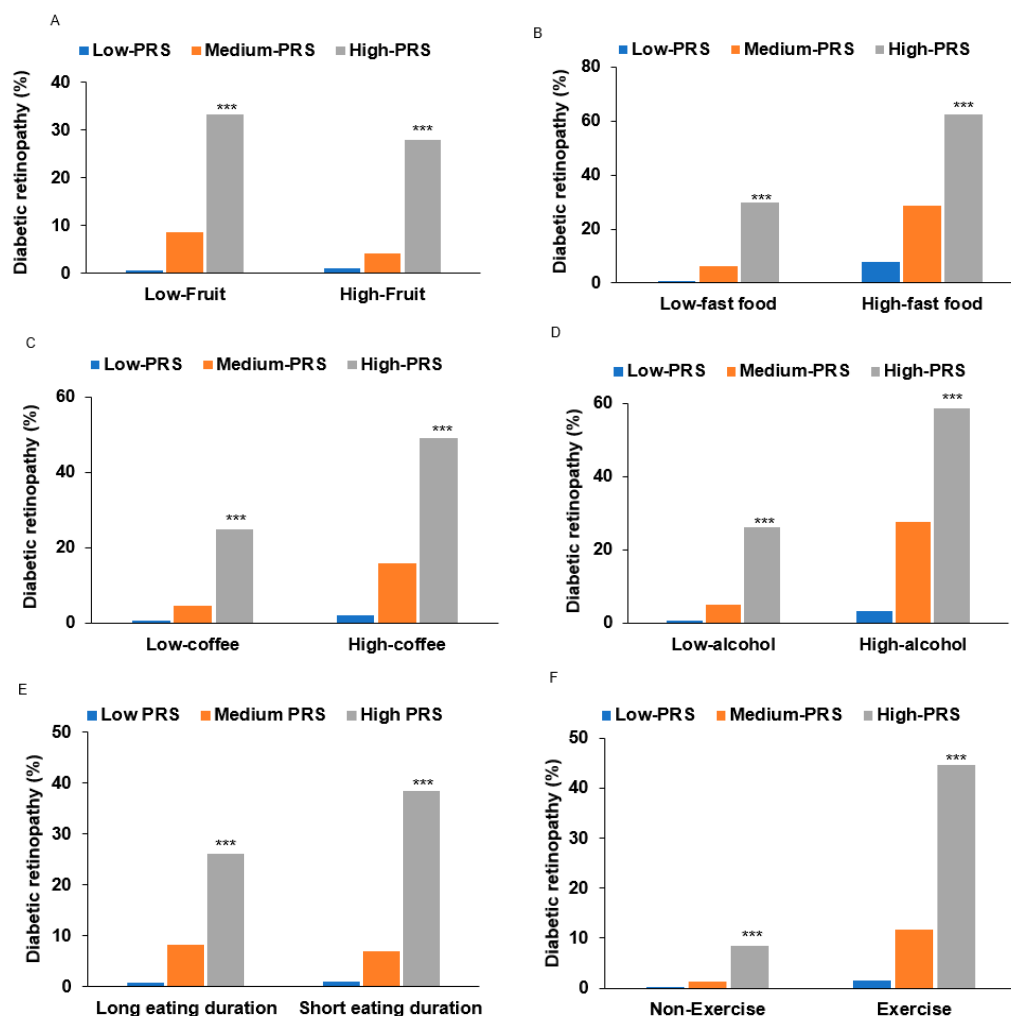 A
Low-PRS Medium-PRS High-PRS
Diabetic retinopathy (%)
40
30
20
10
0
***
***
Low-Fruit High-Fruit
B
Low-PRS Medium-PRS High-PRS
Diabetic retinopathy (%)
80
60
40
20
0
***
***
Low-fast food High-fast food
C
Low-PRS Medium-PRS High-PRS
Diabetic retinopathy (%)
60
40
20
0
***
***
Low-coffee High-coffee
D
Low-PRS Medium-PRS High-PRS
Diabetic retinopathy (%)
60
40
20
0
***
***
Low-alcohol High-alcohol
E
Low PRS Medium PRS High PRS
Diabetic retinopathy (%)
50
40
30
20
10
0
***
***
Long eating duration Short eating duration
F
Low-PRS Medium-PRS High-PRS
Diabetic retinopathy (%)
50
40
30
20
10
0
***
***
Non-Exercise Exercise